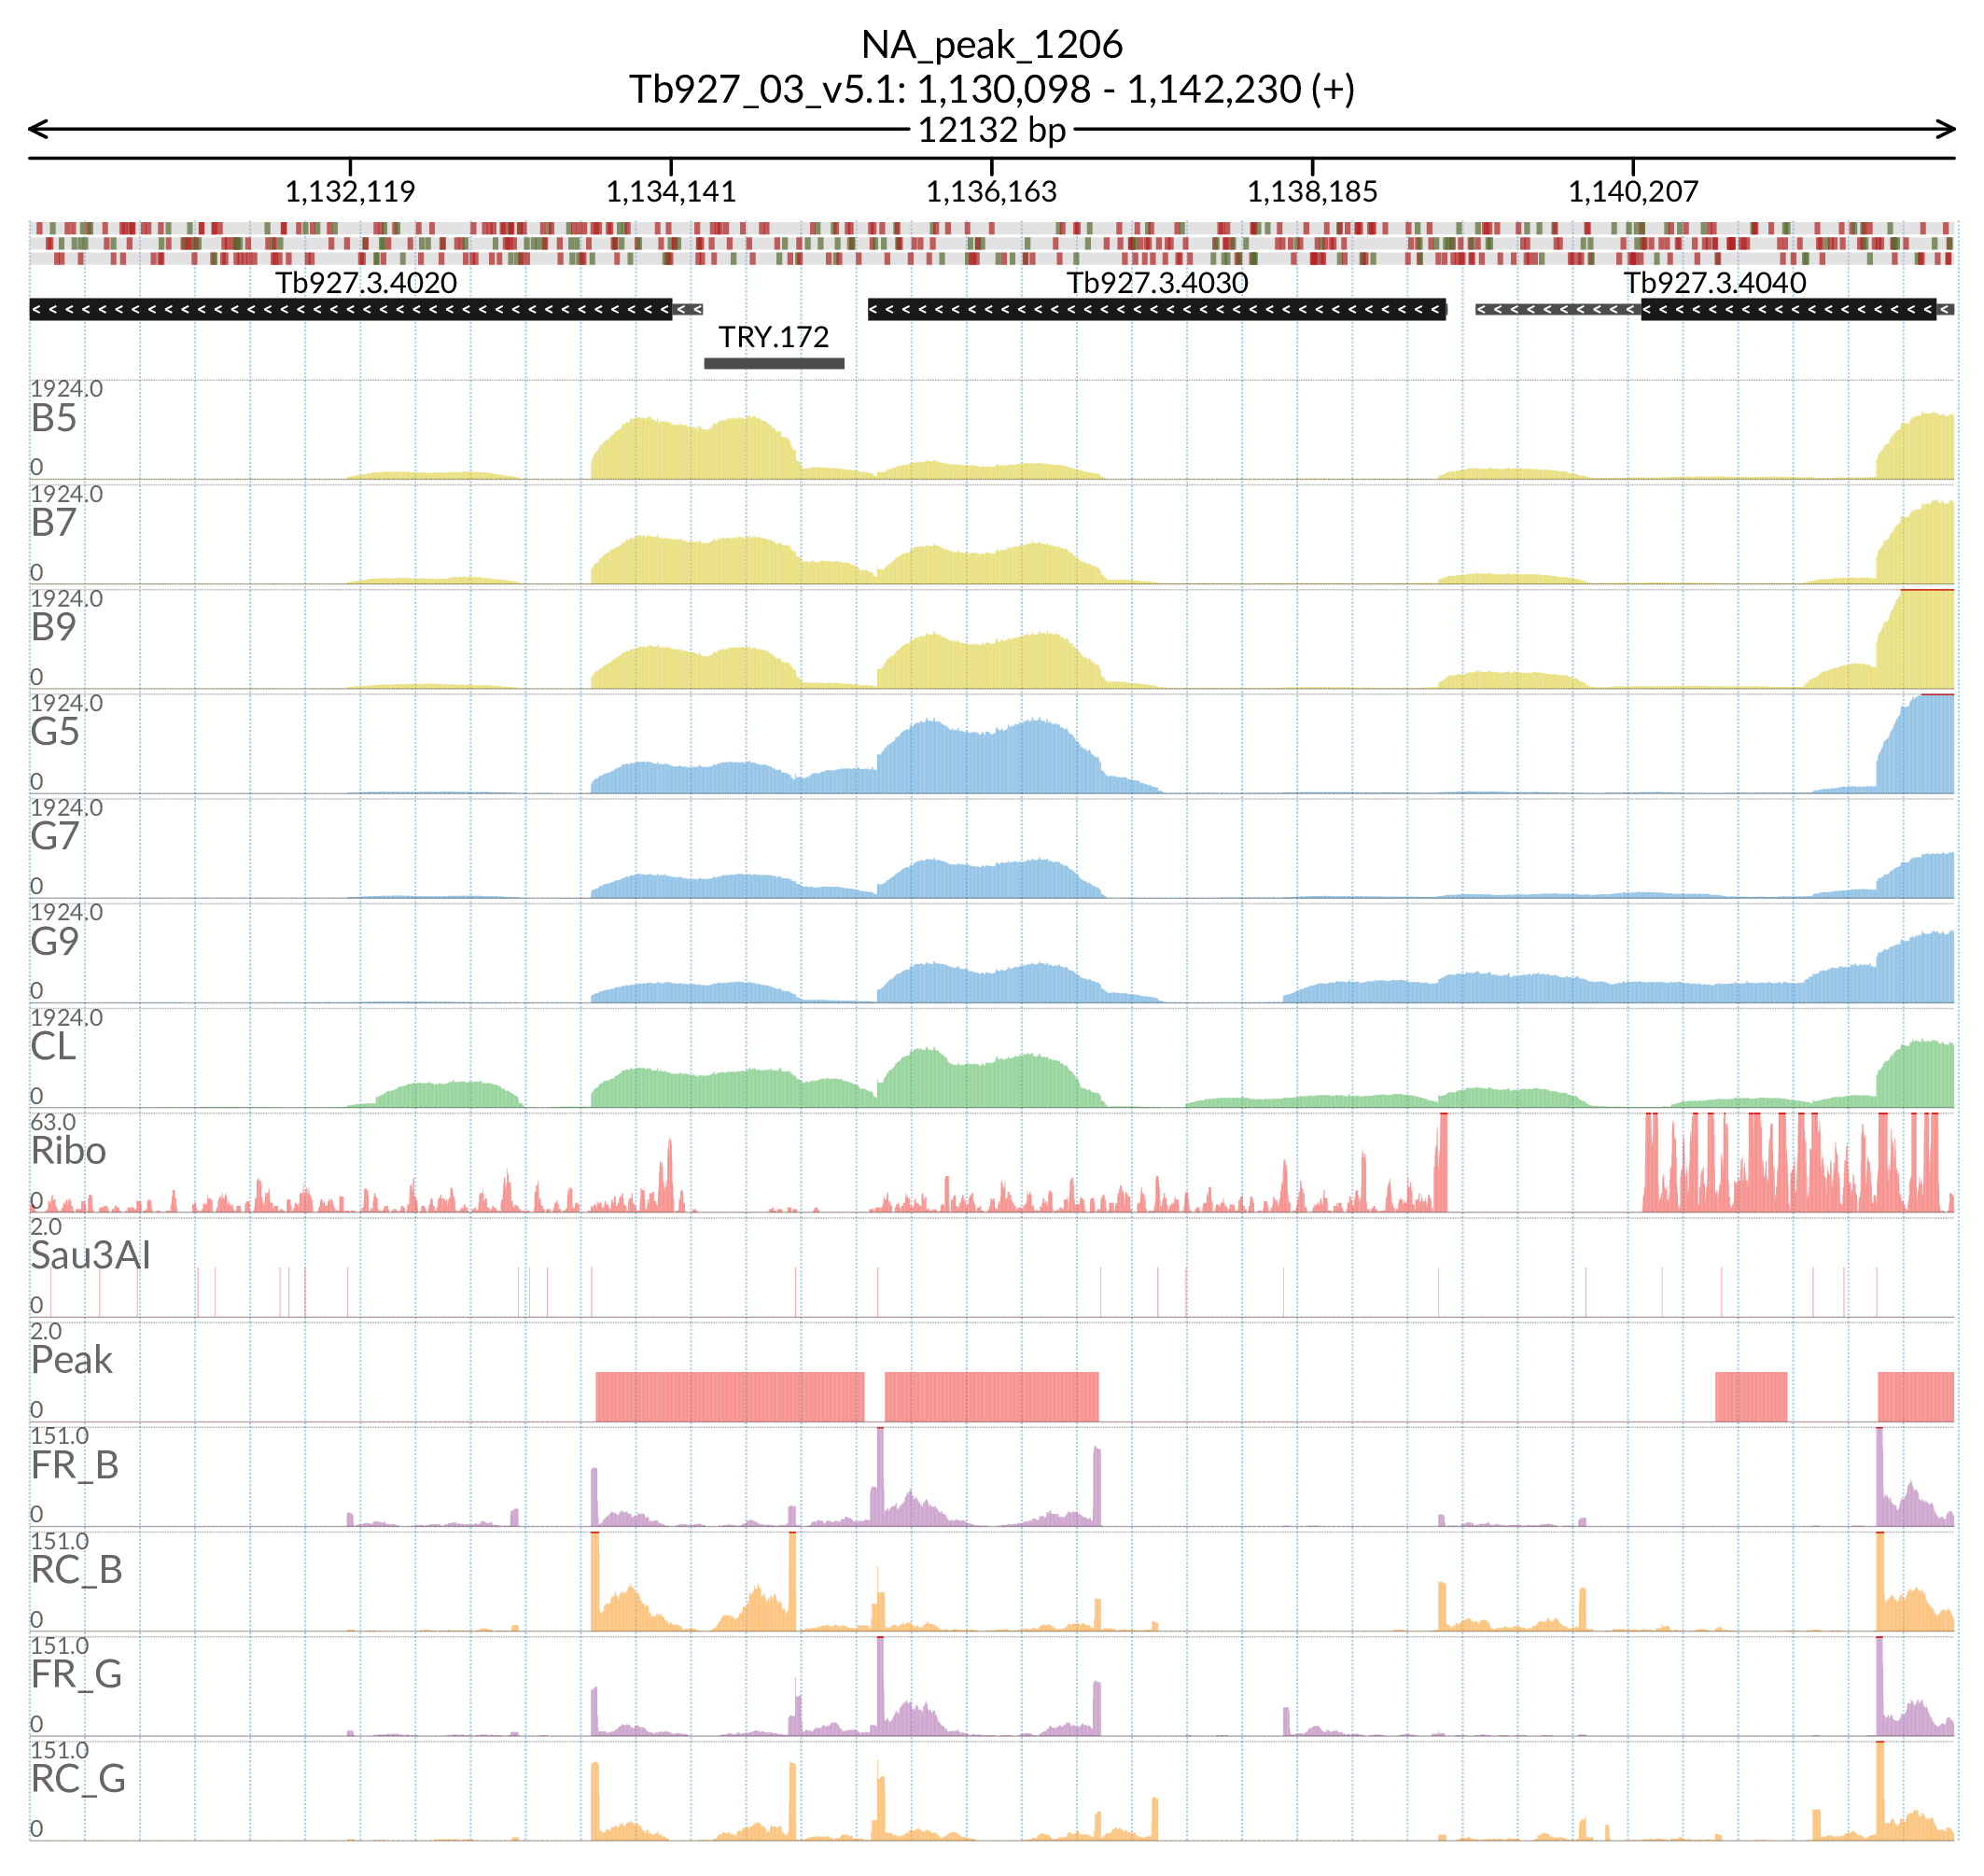 NA_peak_1206
Tb927_03_v5.1: 1,130,098 - 1,142,230 (+)
12132 bp
1,132,119 1,134,141 1,136,163 1,138,185 1,140,207
Tb927.3.4020 Tb927.3.4030 Tb927.3.4040
TRY.172
1924.0
B5
0
1924.0
B7
0
1924.0
B9
0
1924.0
G5
0
1924.0
G7
0
1924.0
G9
0
1924.0
CL
0
63.0
Ribo
0
2.0
Sau3AI
0
2.0
Peak
0
151.0
FR_B
0
151.0
RC_B
0
151.0
FR_G
0
151.0
RC_G
0